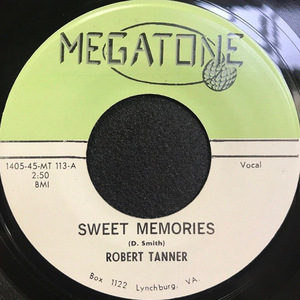 MEGATONE
1405-45-MT 113-A
2:50
BMI
Vocal
SWEET MEMORIES
(D. Smith)
ROBERT TANNER
Box 1122 Lynchburg, VA.